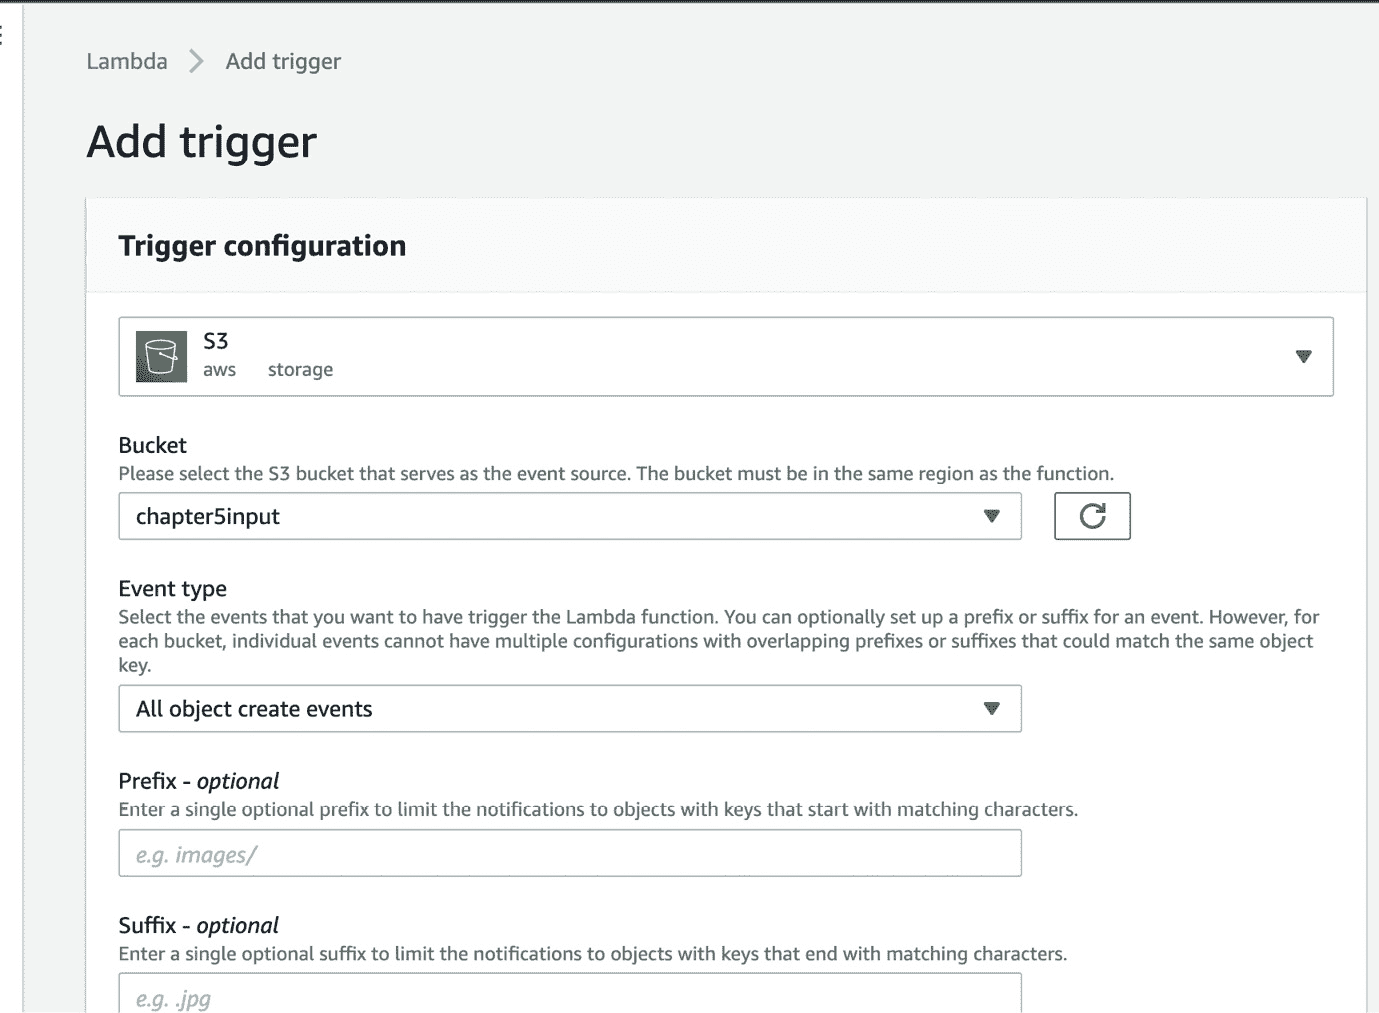 Lambda > Add trigger
Add trigger
Trigger configuration
S3
aws storage
Bucket
Please select the S3 bucket that serves as the event source. The bucket must be in the same region as the function.
chapter5input
Event type
Select the events that you want to have trigger the Lambda function. You can optionally set up a prefix or suffix for an event. However, for
each bucket, individual events cannot have multiple configurations with overlapping prefixes or suffixes that could match the same object
key.
All object create events
Prefix - optional
Enter a single optional prefix to limit the notifications to objects with keys that start with matching characters.
e.g. images/
Suffix - optional
Enter a single optional suffix to limit the notifications to objects with keys that end with matching characters.
e.g. .jpg